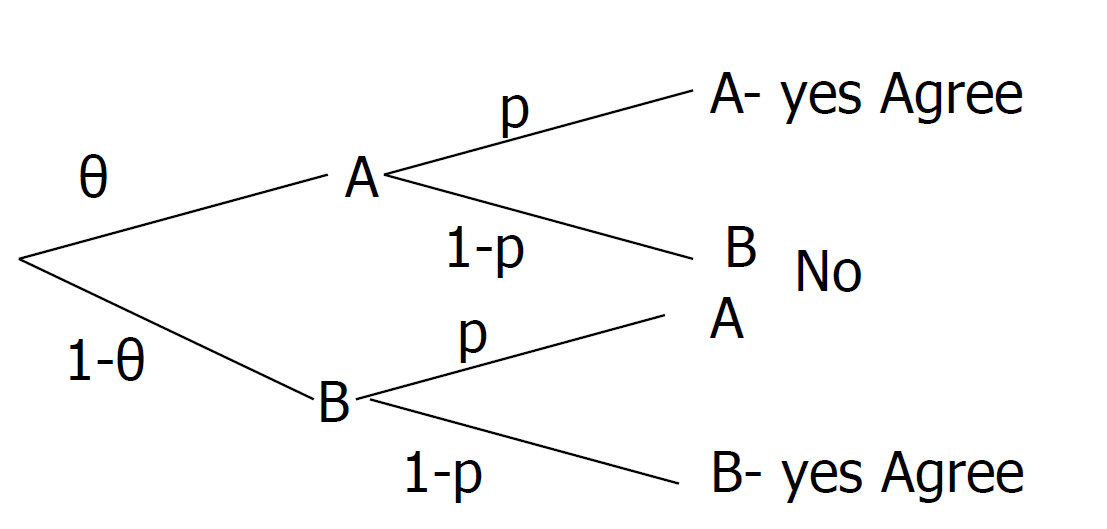 A- yes Agree
p
θ
A
1-p
B
No
A
p
1-θ
B
1-p
B- yes Agree